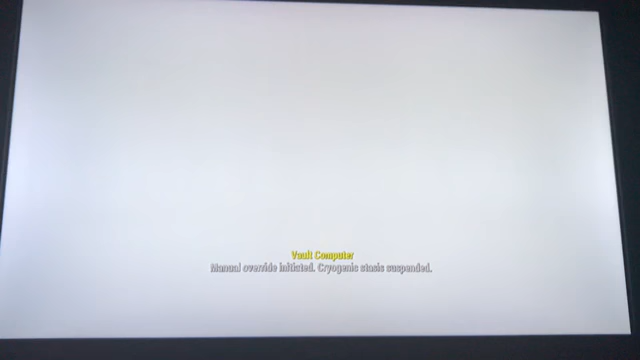 Vault Computer
Manual override initiated. Cryogenic stasis suspended.